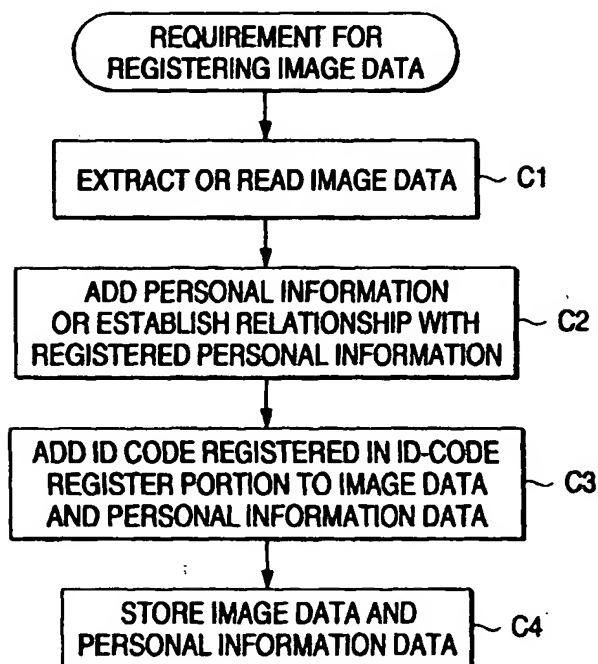 REQUIREMENT FOR
REGISTERING IMAGE DATA
EXTRACT OR READ IMAGE DATA
C1
ADD PERSONAL INFORMATION
OR ESTABLISH RELATIONSHIP WITH
REGISTERED PERSONAL INFORMATION
C2
ADD ID CODE REGISTERED IN ID-CODE
REGISTER PORTION TO IMAGE DATA
AND PERSONAL INFORMATION DATA
C3
STORE IMAGE DATA AND
PERSONAL INFORMATION DATA
C4